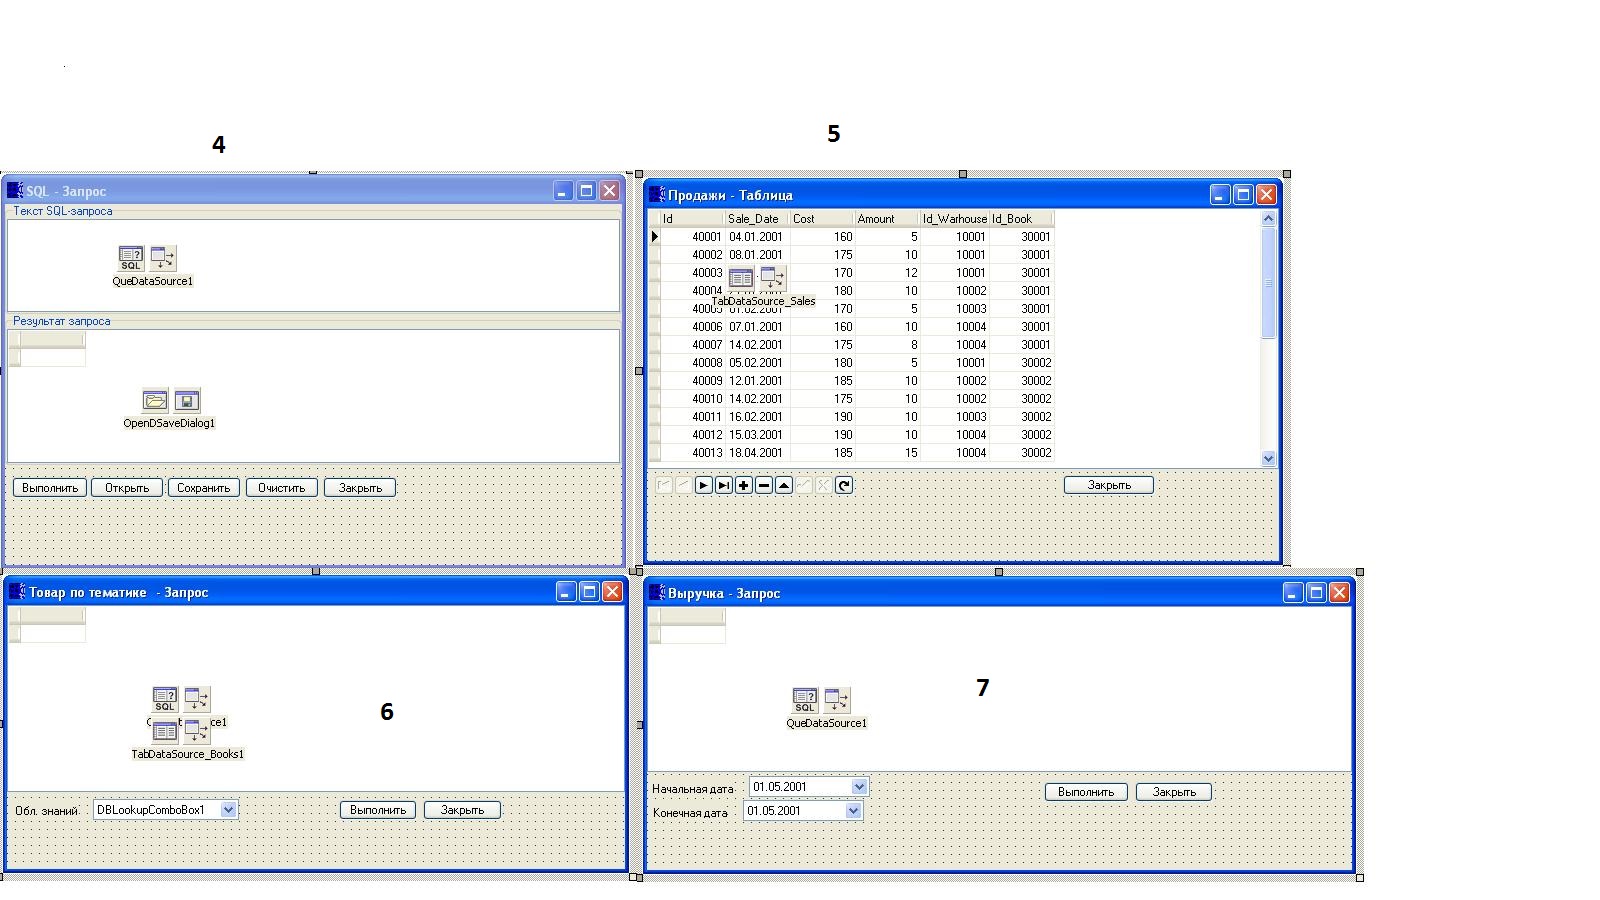 4
5
SQL - Запрос
Текст SQL-запроса
SQL
QueDataSource1
Результат запроса
OpenDSaveDialog1
Выполнить Открыть Сохранить Очистить Закрыть
Продажи - Таблица
Id Sale_Date Cost Amount Id_Warhouse Id_Book
40001 04.01.2001 160 5 10001 30001
40002 08.01.2001 175 10 10001 30001
40003 170 12 10001 30001
40004 180 10 10002 30001
TabDataSource_Sales
40005 01.02.2001 170 5 10003 30001
40006 07.01.2001 160 10 10004 30001
40007 14.02.2001 175 8 10004 30001
40008 05.02.2001 180 5 10001 30002
40009 12.01.2001 185 10 10002 30002
40010 14.02.2001 175 10 10002 30002
40011 16.02.2001 190 10 10003 30002
40012 15.03.2001 190 10 10004 30002
40013 18.04.2001 185 15 10004 30002
Закрыть
Товар по тематике - Запрос
SQL
6
TabDataSource_Books1
Обл. знаний DBLookupComboBox1 Выполнить Закрыть
Выручка - Запрос
7
SQL
QueDataSource1
Начальная дата 01.05.2001 Выполнить Закрыть
Конечная дата 01.05.2001